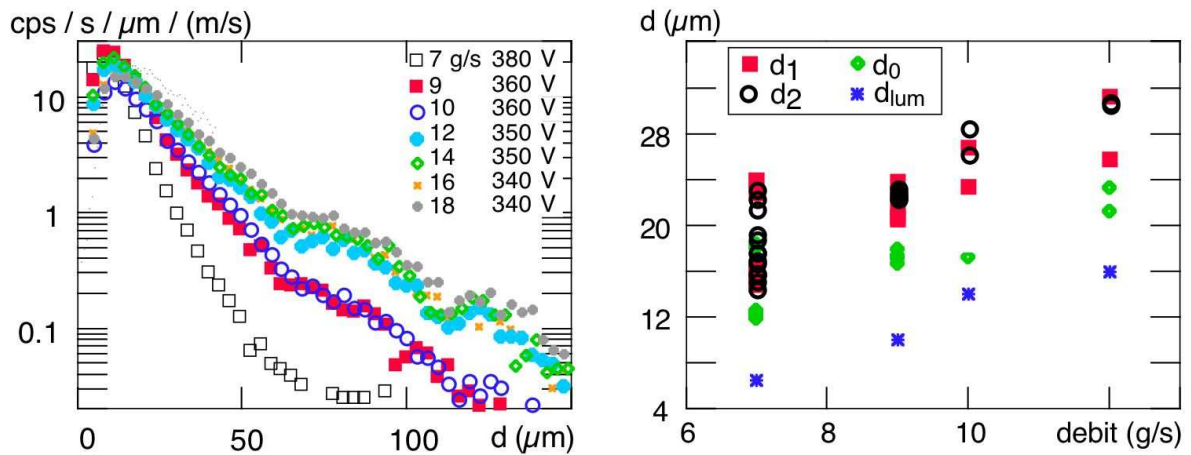 cps / s / µm / (m/s)
10
1
0.1
0
50
100
d (µm)
7 g/s 380 V
9 360 V
10 360 V
12 350 V
14 350 V
16 340 V
18 340 V
d (µm)
28
20
12
4
6
8
10
debit (g/s)
d1 d0
d2 dlum